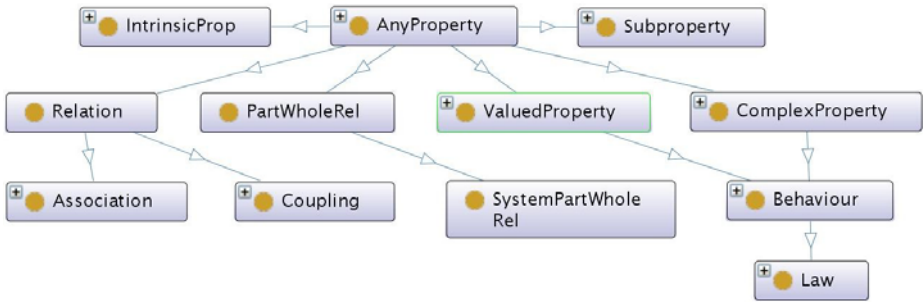 IntrinsicProp
AnyProperty
Subproperty
Relation
PartWholeRel
ValuedProperty
ComplexProperty
Association
Coupling
SystemPartWhole
Rel
Behaviour
Law